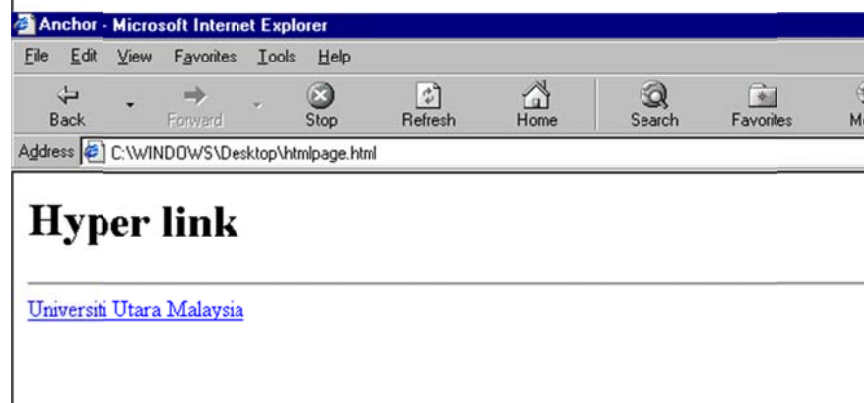 Anchor - Microsoft Internet Explorer
File Edit View Favorites Tools Help
Back Forward Stop Refresh Home Search Favorites
Address C:\WINDOWS\Desktop\htmlpage.html
Hyper link
Universiti Utara Malaysia